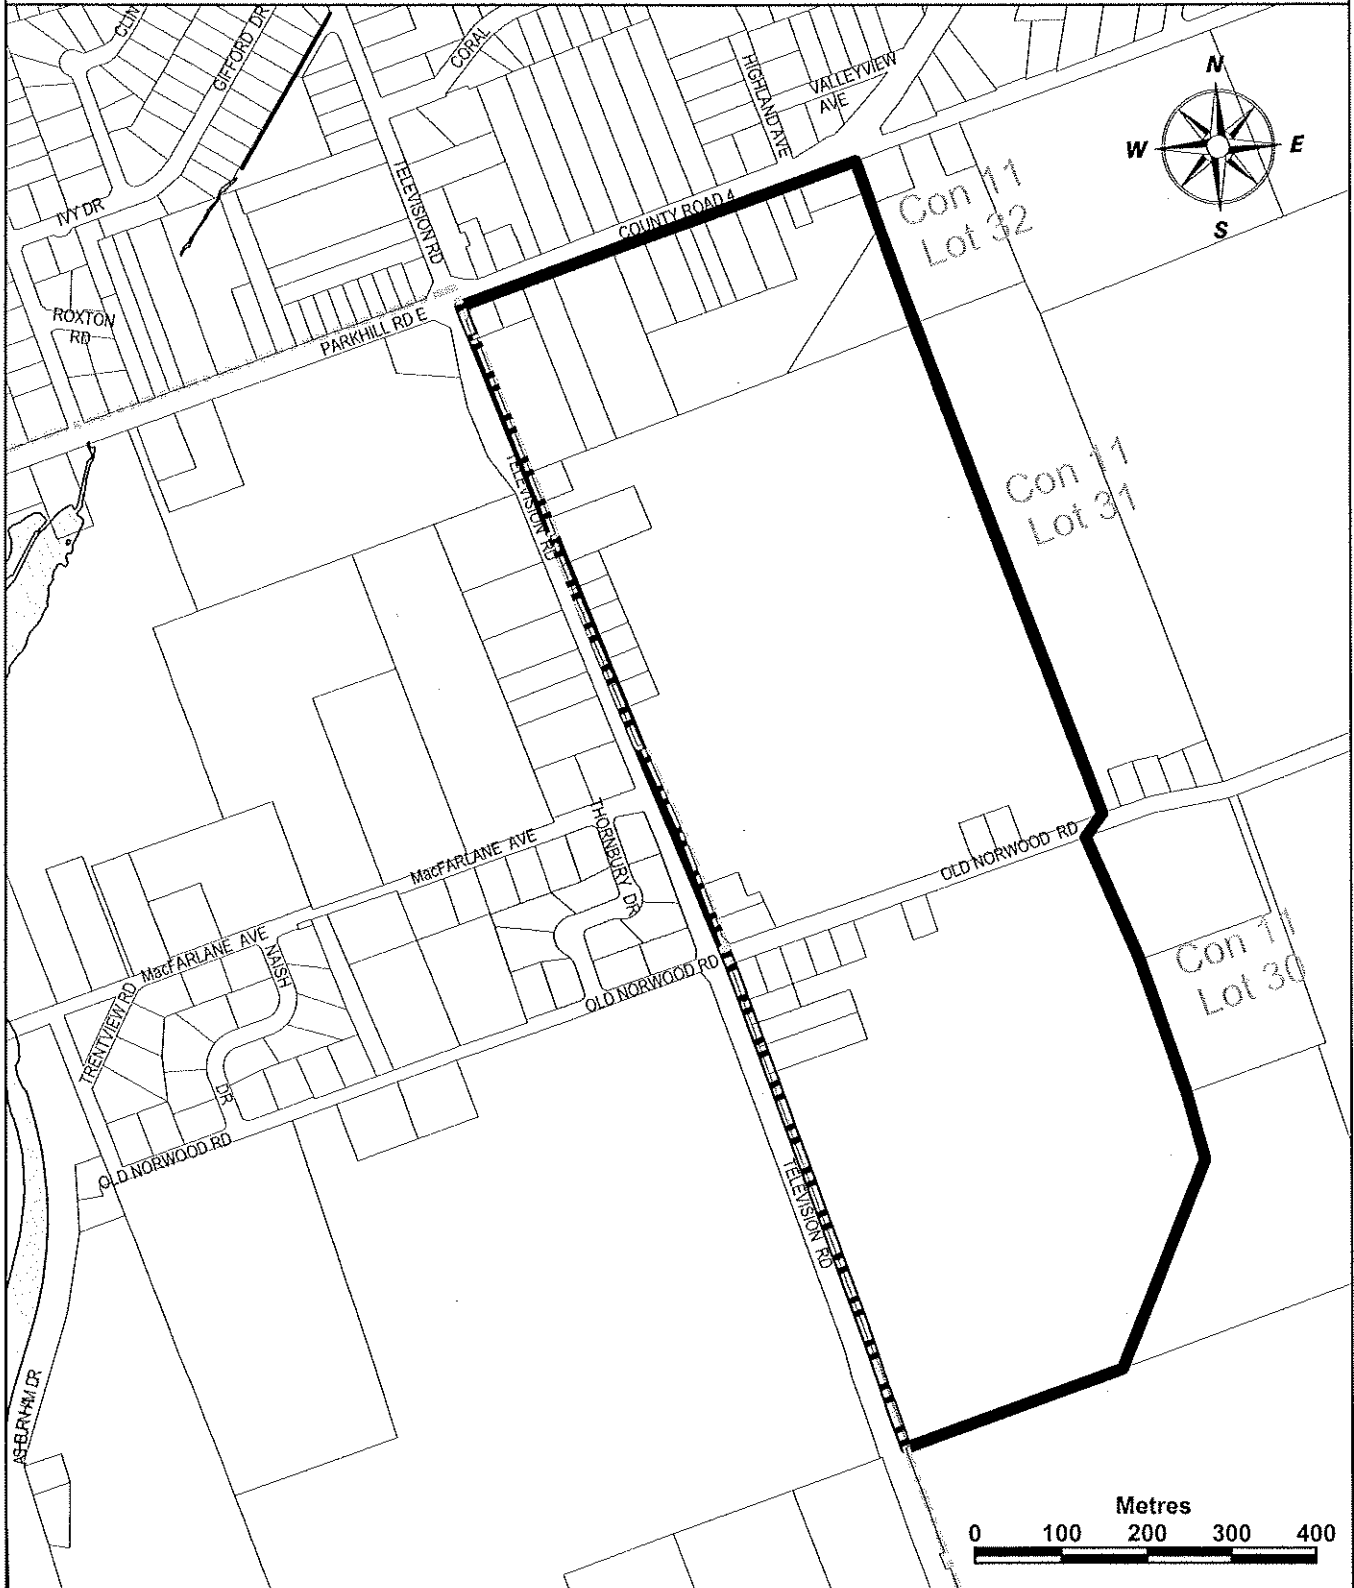 CLIN
GIFFORD DR
CORAL
HIGHLAND AVE
VALLEYVIEW
AVE
N
W
E
S
TELEVISION RD
IVY DR
COUNTY ROAD 4
Con 11
Lot 32
ROXTON
RD
PARKHILL RD E
TELEVISION RD
Con 11
Lot 31
THORNBURY DR
MacFARLANE AVE
OLD NORWOOD RD
MacFARLANE AVE
NAISH
DR
TRENTVIEW RD
OLD NORWOOD RD
Con 11
Lot 30
OLD NORWOOD RD
TELEVISION RD
ASHBURNHAM DR
Metres
0 100 200 300 400